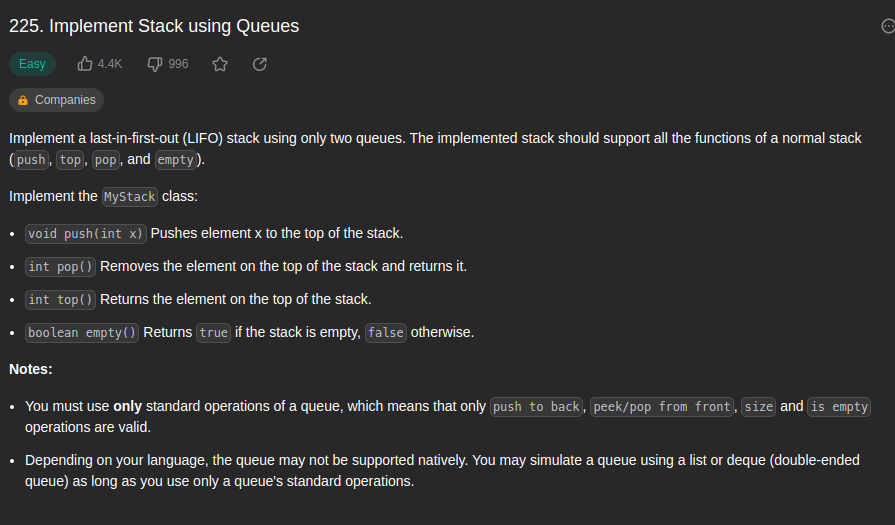 225. Implement Stack using Queues
Easy 4.4K 996
Companies
Implement a last-in-first-out (LIFO) stack using only two queues. The implemented stack should support all the functions of a normal stack
(push, top, pop, and empty).
Implement the MyStack class:
• void push(int x) Pushes element x to the top of the stack.
• int pop() Removes the element on the top of the stack and returns it.
• int top() Returns the element on the top of the stack.
• boolean empty() Returns true if the stack is empty, false otherwise.
Notes:
• You must use only standard operations of a queue, which means that only push to back, peek/pop from front, size and is empty
operations are valid.
• Depending on your language, the queue may not be supported natively. You may simulate a queue using a list or deque (double-ended
queue) as long as you use only a queue's standard operations.